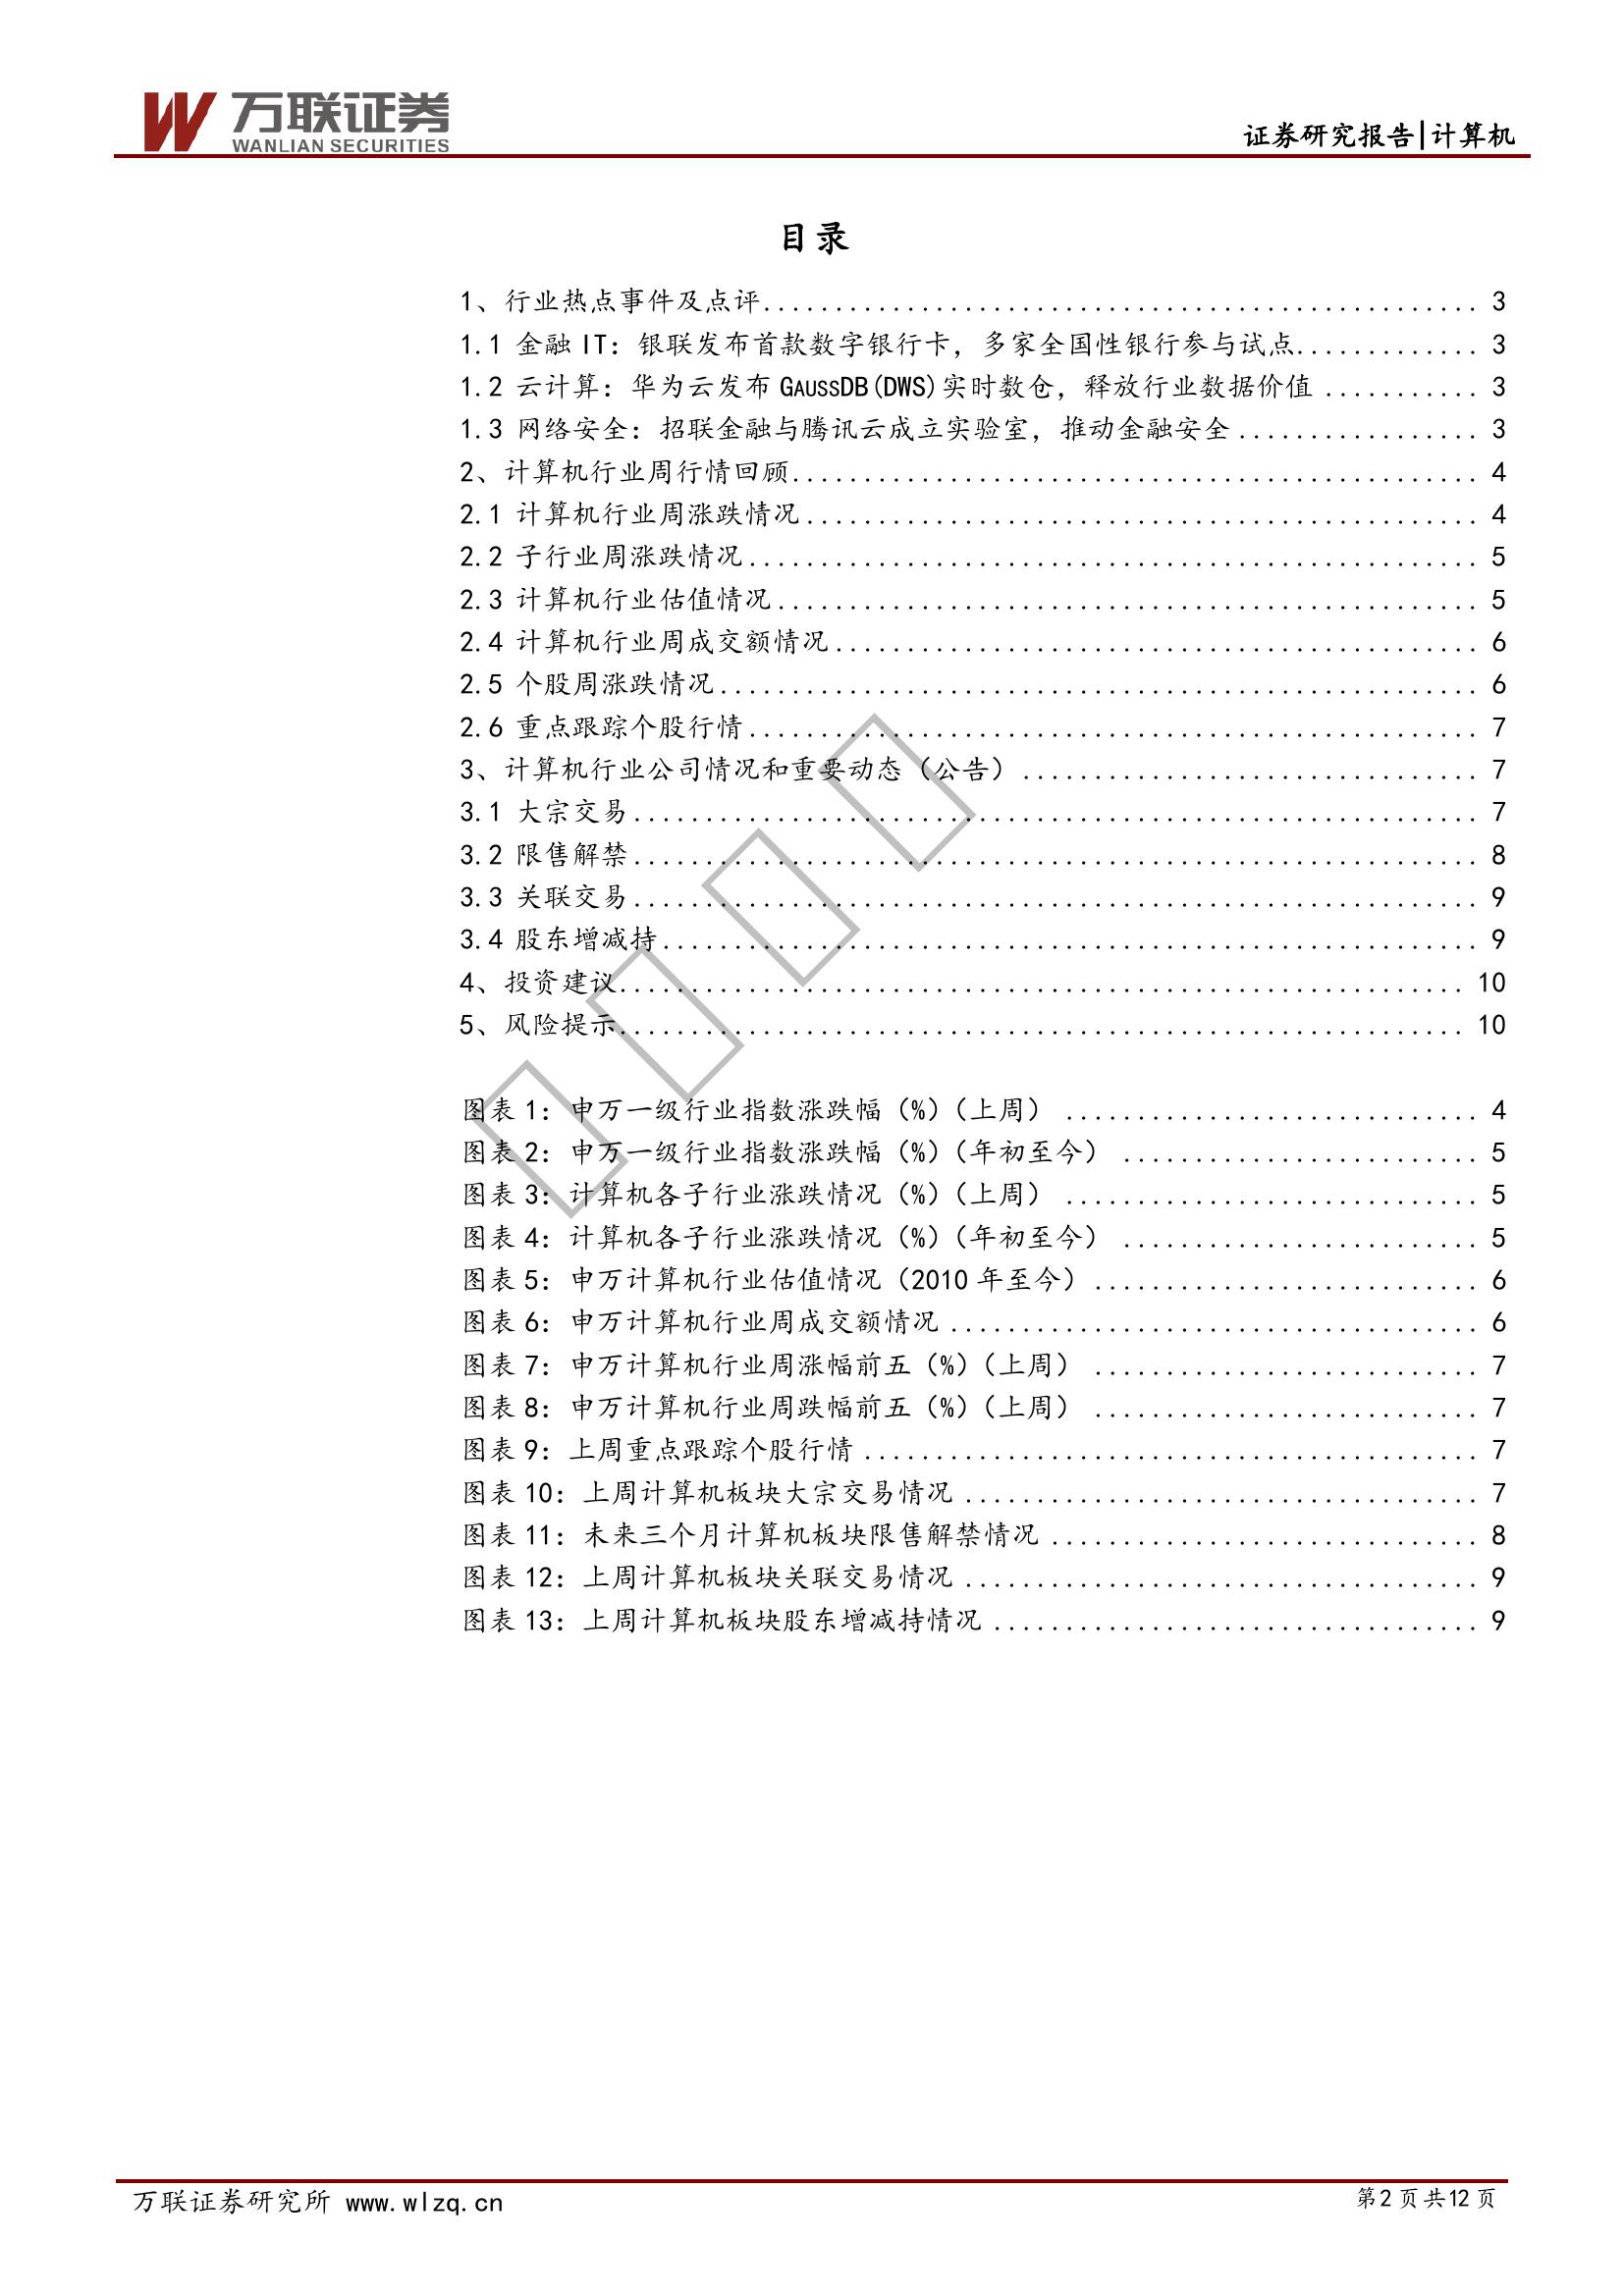 万联证券
WANLIAN SECURITIES
证券研究报告|计算机
目录
1、行业热点事件及点评.................................................. 3
1.1 金融IT：银联发布首款数字银行卡，多家全国性银行参与试点............. 3
1.2 云计算：华为云发布 GAUSSDB(DWS)实时数仓，释放行业数据价值 ........... 3
1.3 网络安全：招联金融与腾讯云成立实验室，推动金融安全 ................. 3
2、计算机行业周行情回顾................................................ 4
2.1 计算机行业周涨跌情况............................................... 4
2.2 子行业周涨跌情况................................................... 5
2.3 计算机行业估值情况................................................. 5
2.4 计算机行业周成交额情况............................................. 6
2.5 个股周涨跌情况..................................................... 6
2.6 重点跟踪个股行情................................................... 7
3、计算机行业公司情况和重要动态（公告）................................ 7
3.1 大宗交易........................................................... 7
3.2 限售解禁........................................................... 8
3.3 关联交易........................................................... 9
3.4 股东增减持......................................................... 9
4、投资建议........................................................... 10
5、风险提示........................................................... 10
图表 1：申万一级行业指数涨跌幅（%）（上周） ............................. 4
图表 2：申万一级行业指数涨跌幅（%）（年初至今） ......................... 5
图表 3：计算机各子行业涨跌情况（%）（上周） ............................. 5
图表 4：计算机各子行业涨跌情况（%）（年初至今） ......................... 5
图表 5：申万计算机行业估值情况（2010 年至今）........................... 6
图表 6：申万计算机行业周成交额情况 ..................................... 6
图表 7：申万计算机行业周涨幅前五（%）（上周） ........................... 7
图表 8：申万计算机行业周跌幅前五（%）（上周） ........................... 7
图表 9：上周重点跟踪个股行情 ........................................... 7
图表 10：上周计算机板块大宗交易情况 .................................... 7
图表 11：未来三个月计算机板块限售解禁情况 .............................. 8
图表 12：上周计算机板块关联交易情况 .................................... 9
图表 13：上周计算机板块股东增减持情况 .................................. 9
万联证券研究所 www.wlzq.cn
第2页共12页